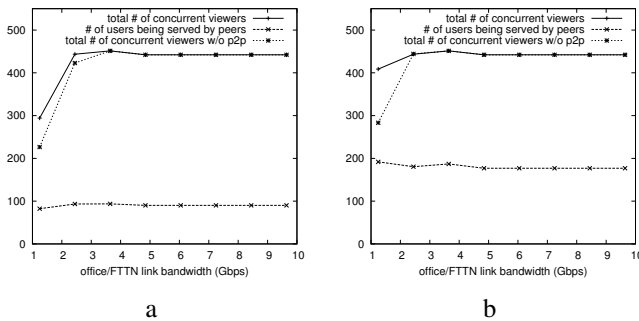 total # of concurrent viewers
# of users being served by peers
total # of concurrent viewers w/o p2p
500
400
300
200
100
0
1 2 3 4 5 6 7 8 9 10
office/FTTN link bandwidth (Gbps)
a
total # of concurrent viewers
# of users being served by peers
total # of concurrent viewers w/o p2p
500
400
300
200
100
0
1 2 3 4 5 6 7 8 9 10
office/FTTN link bandwidth (Gbps)
b